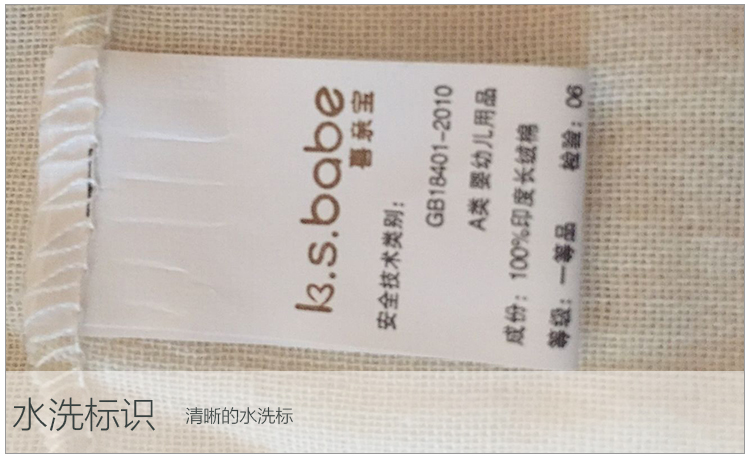 k.s.babe
喜亲宝
安全技术类别：
GB18401-2010
A类 婴幼儿用品
成份：100%印度长绒棉
等级：一等品 检验：06
水洗标识 清晰的水洗标